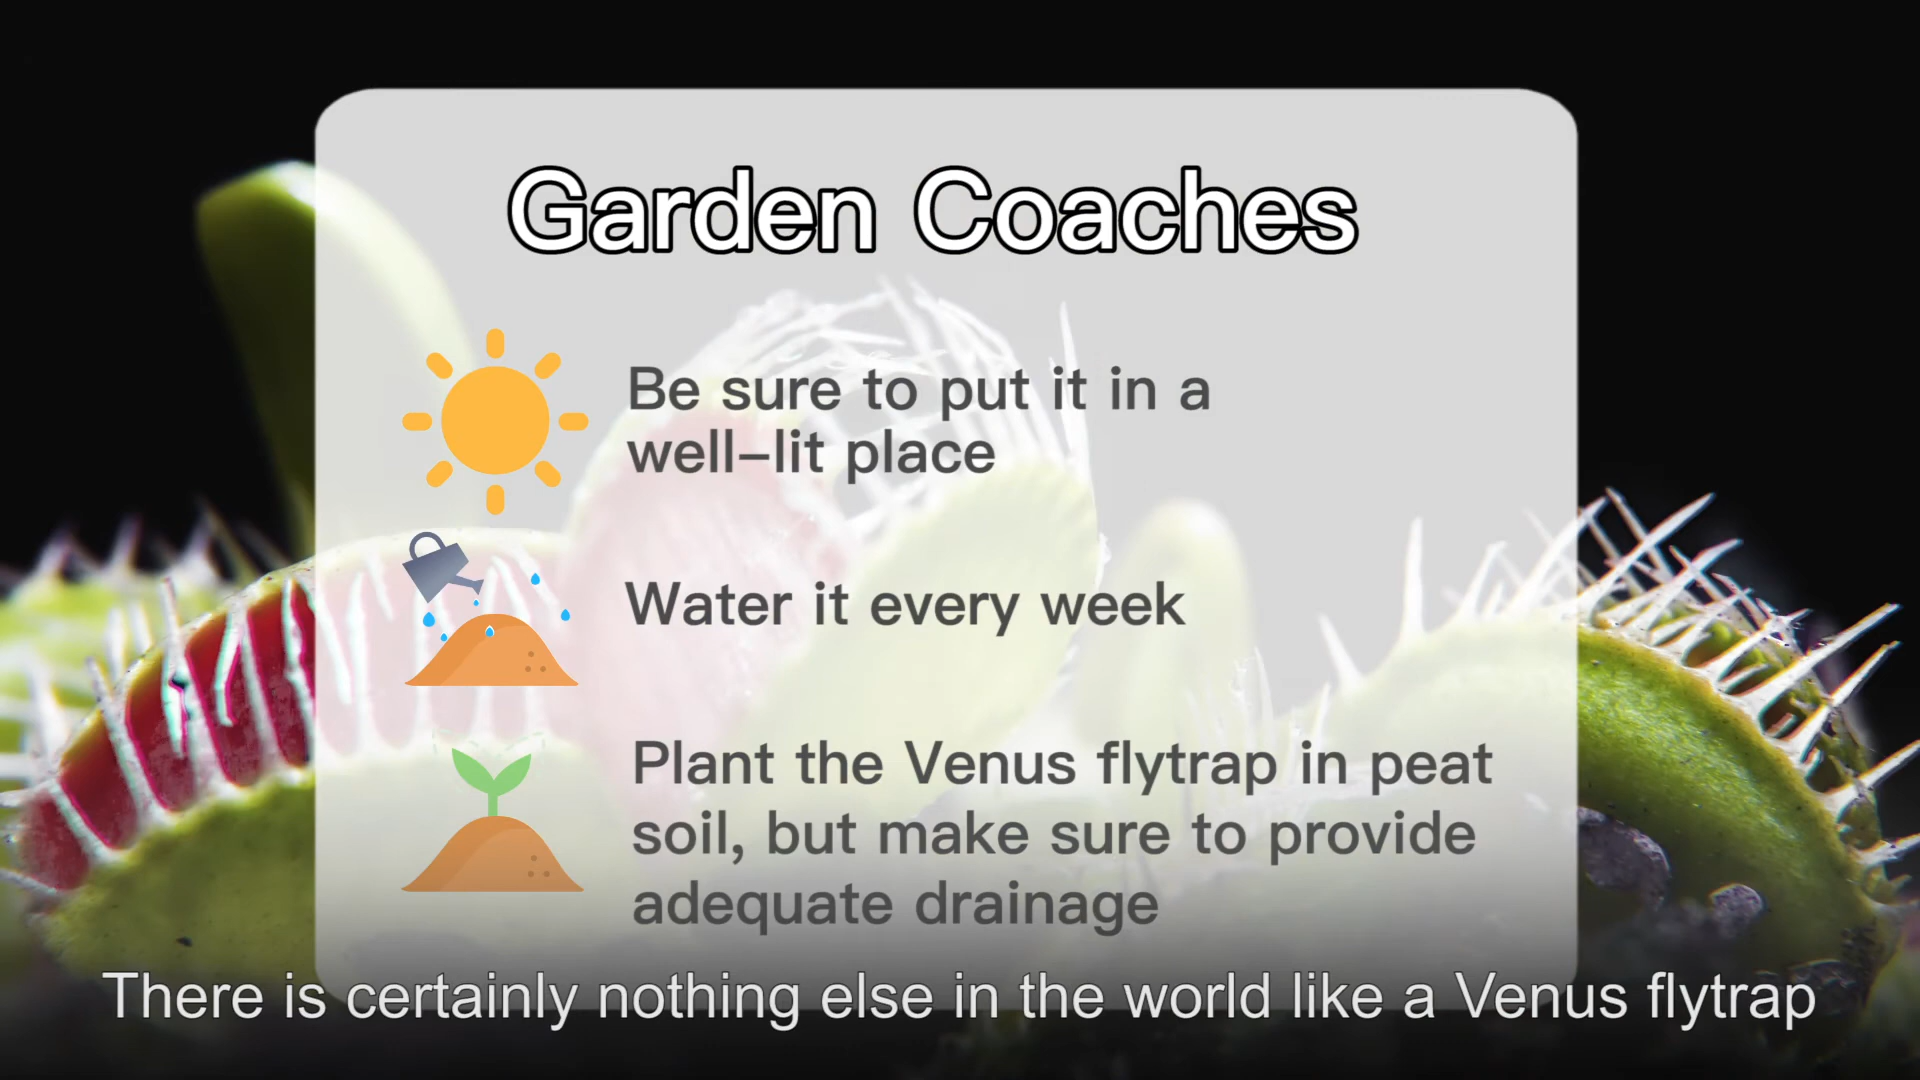 Garden Coaches
Be sure to put it in a
well–lit place
Water it every week
Plant the Venus flytrap in peat
soil, but make sure to provide
adequate drainage
There is certainly nothing else in the world like a Venus flytrap